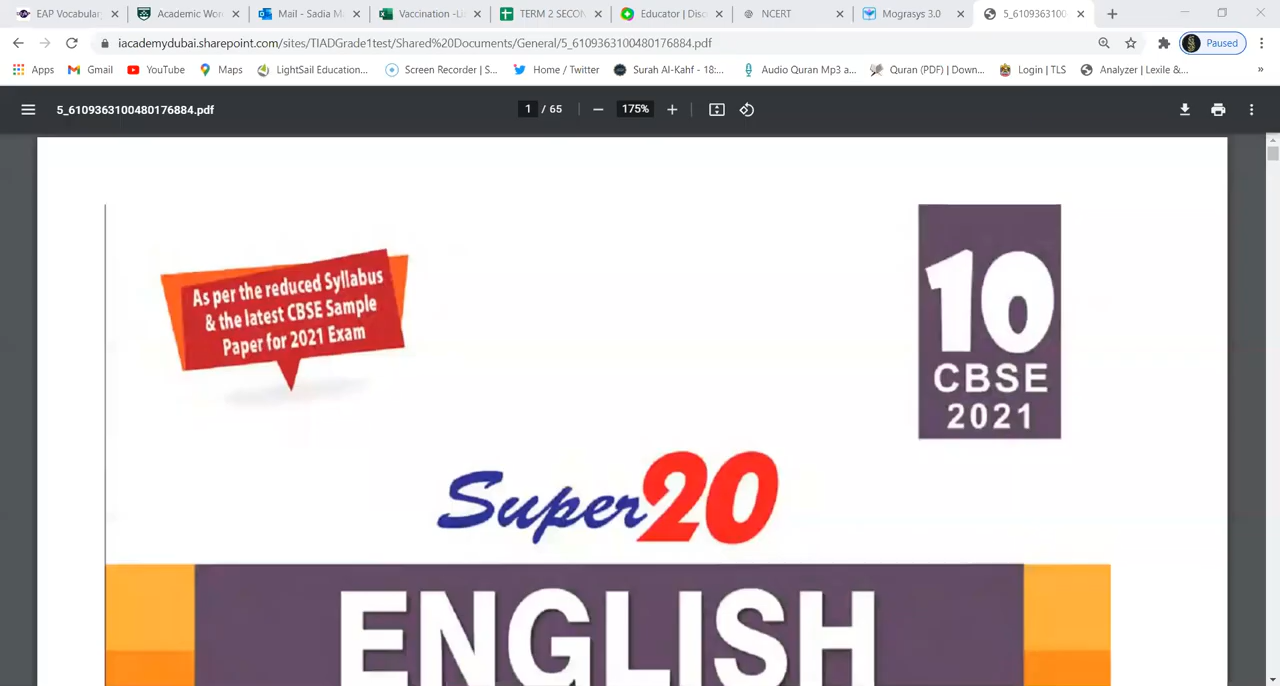 EAP Vocabular
Academic Wor
Mail - Sadia M
Vaccination -Li
TERM 2 SECON
Educator | Disc
NCERT
Mograsys 3.0
5_6109363100
iacademydubai.sharepoint.com/sites/TIADGrade1test/Shared%20Documents/General/5_6109363100480176884.pdf
Paused
Apps
Gmail
YouTube
Maps
LightSail Education...
Screen Recorder | S...
Home / Twitter
Surah Al-Kahf - 18:...
Audio Quran Mp3 a...
Quran (PDF) | Down...
Login | TLS
Analyzer | Lexile &...
»
5_6109363100480176884.pdf
1 / 65
175%
As per the reduced Syllabus
& the latest CBSE Sample
Paper for 2021 Exam
10
CBSE
2021
Super20
ENGLISH